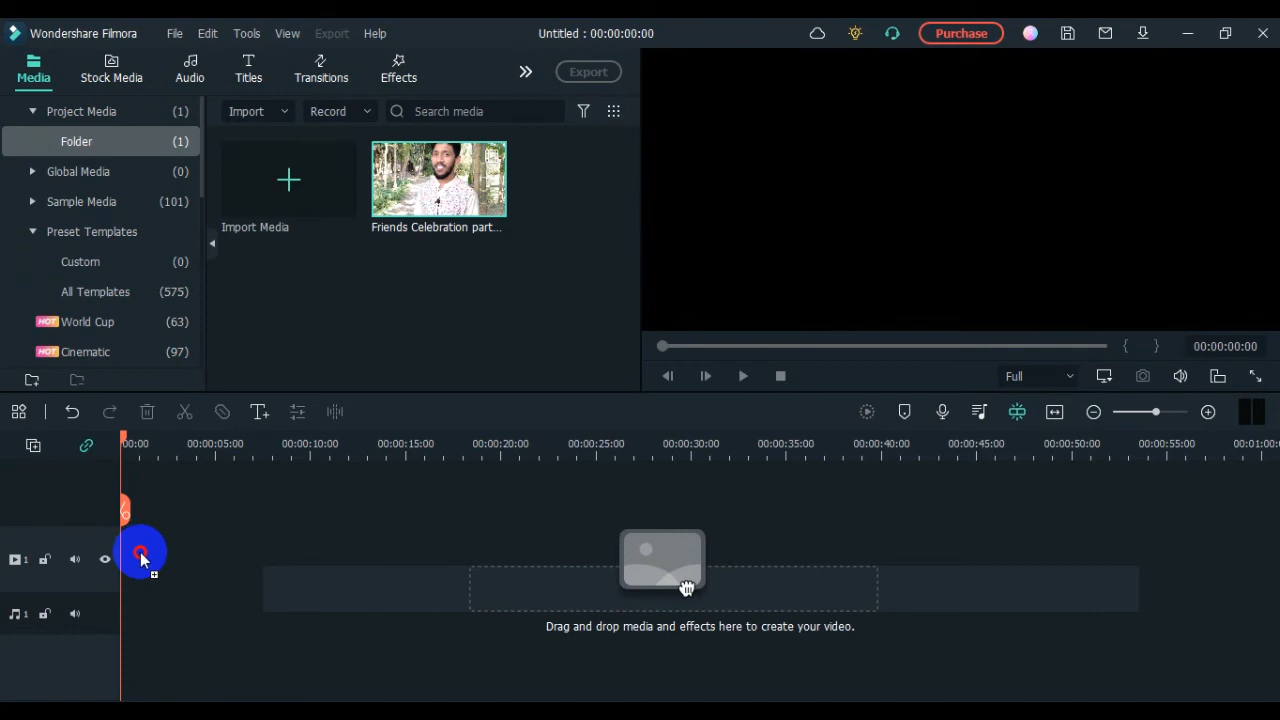 Wondershare Filmora File Edit Tools View Export Help Untitled : 00:00:00:00 Purchase
Media Stock Media Audio Titles Transitions Effects Export
Project Media (1)
Folder (1)
Global Media (0)
Sample Media (101)
Preset Templates
Custom (0)
All Templates (575)
HOT World Cup (63)
HOT Cinematic (97)
Import Record Search media
Import Media Friends Celebration part...
{ } 00:00:00:00
Full
00:00 00:00:05:00 00:00:10:00 00:00:15:00 00:00:20:00 00:00:25:00 00:00:30:00 00:00:35:00 00:00:40:00 00:00:45:00 00:00:50:00 00:00:55:00 00:01:00:
1
1
Drag and drop media and effects here to create your video.